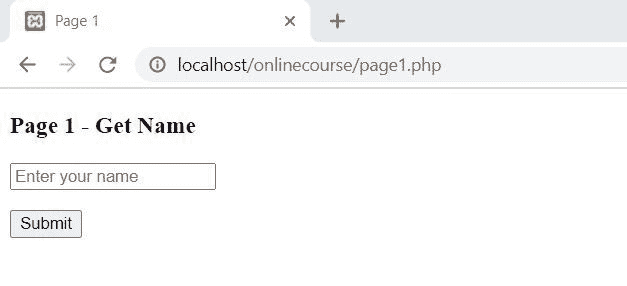 Page 1
localhost/onlinecourse/page1.php
Page 1 - Get Name
Enter your name
Submit